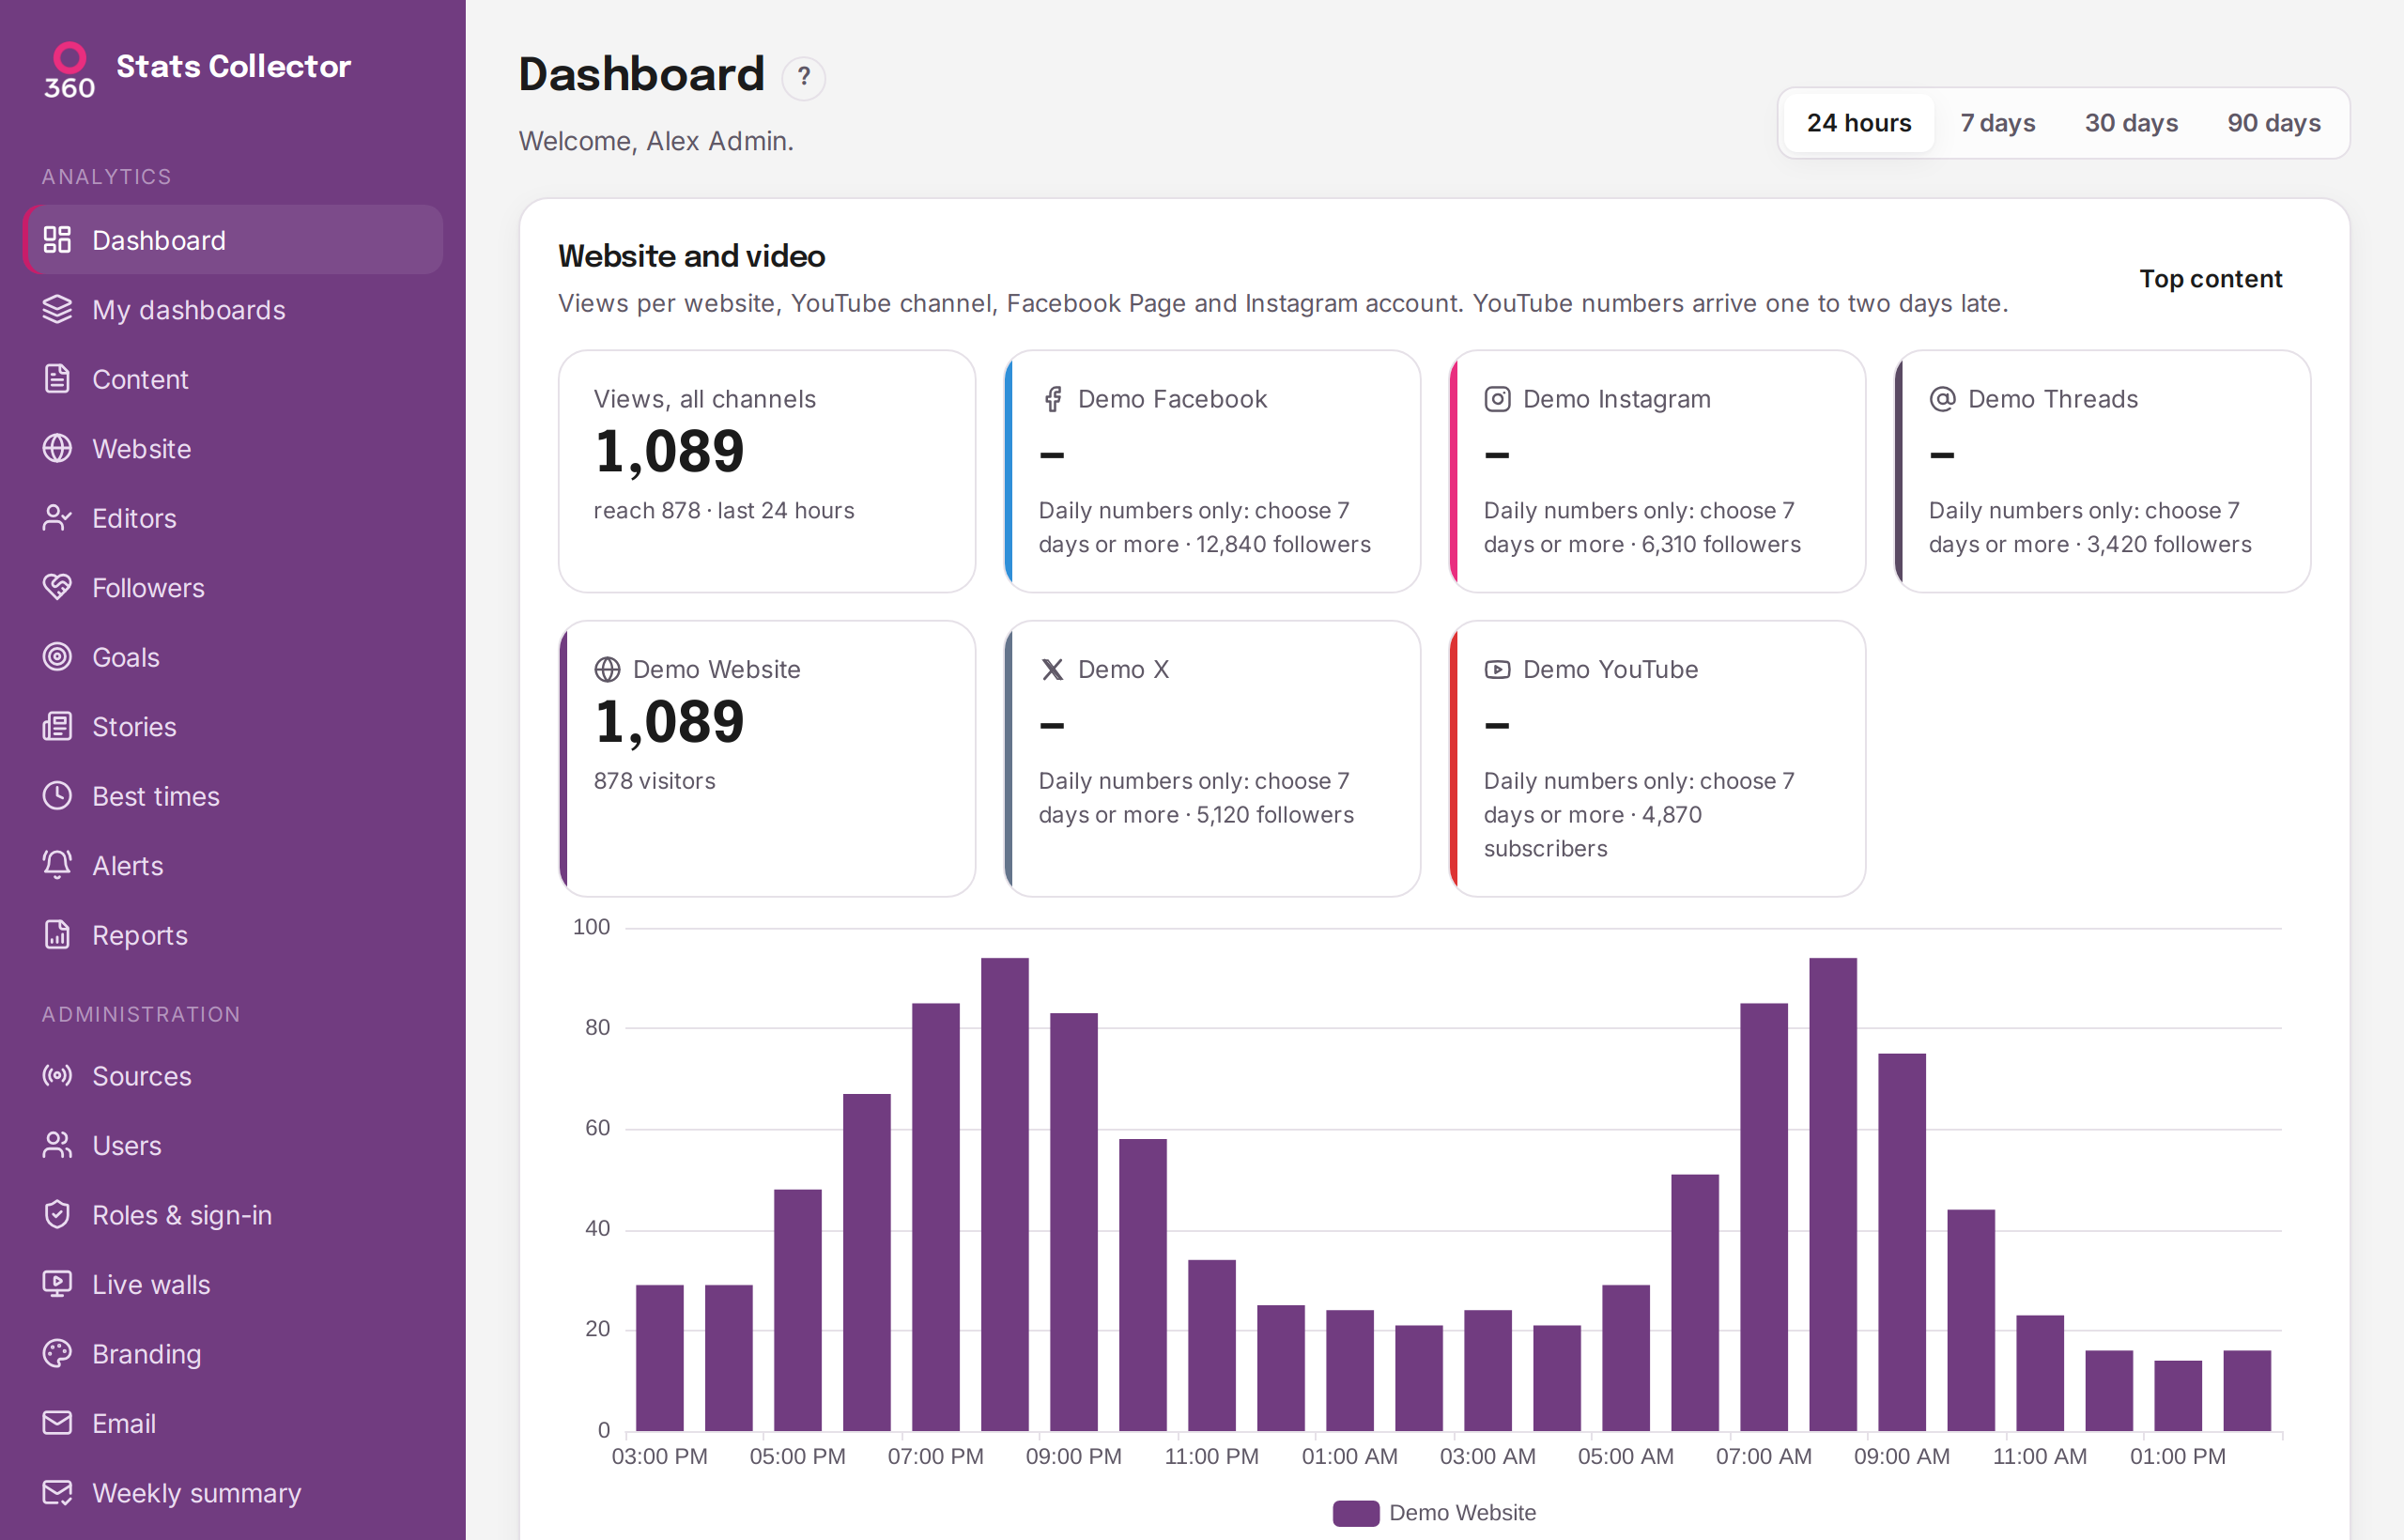 360
Stats Collector
ANALYTICS
Dashboard
My dashboards
Content
Website
Editors
Followers
Goals
Stories
Best times
Alerts
Reports
ADMINISTRATION
Sources
Users
Roles & sign-in
Live walls
Branding
Email
Weekly summary
Dashboard ?
Welcome, Alex Admin.
24 hours 7 days 30 days 90 days
Website and video
Views per website, YouTube channel, Facebook Page and Instagram account. YouTube numbers arrive one to two days late.
Top content
Views, all channels
1,089
reach 878 · last 24 hours
Demo Facebook
–
Daily numbers only: choose 7
days or more · 12,840 followers
Demo Instagram
–
Daily numbers only: choose 7
days or more · 6,310 followers
Demo Threads
–
Daily numbers only: choose 7
days or more · 3,420 followers
Demo Website
1,089
878 visitors
Demo X
–
Daily numbers only: choose 7
days or more · 5,120 followers
Demo YouTube
–
Daily numbers only: choose 7
days or more · 4,870
subscribers
100
80
60
40
20
0
03:00 PM 05:00 PM 07:00 PM 09:00 PM 11:00 PM 01:00 AM 03:00 AM 05:00 AM 07:00 AM 09:00 AM 11:00 AM 01:00 PM
Demo Website